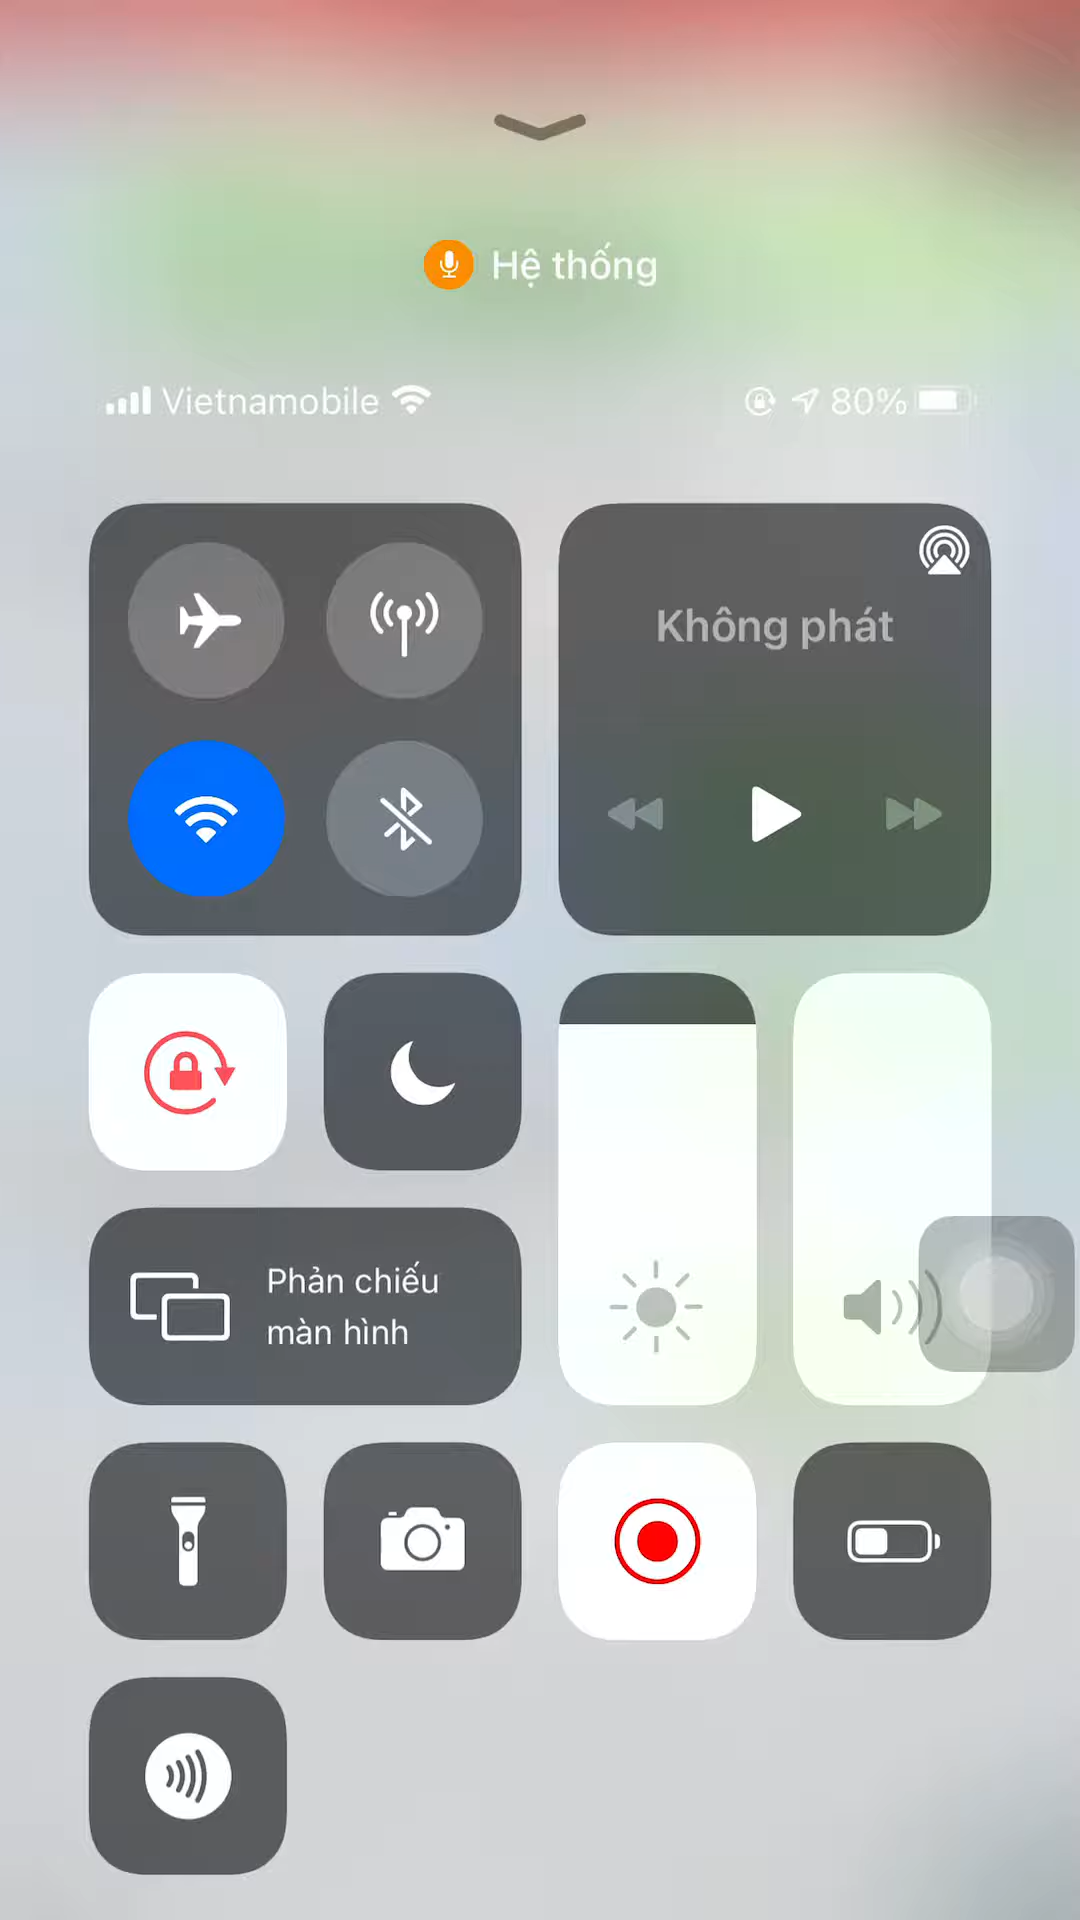 Hệ thống
Vietnamobile
80%
Không phát
Phản chiếu
màn hình